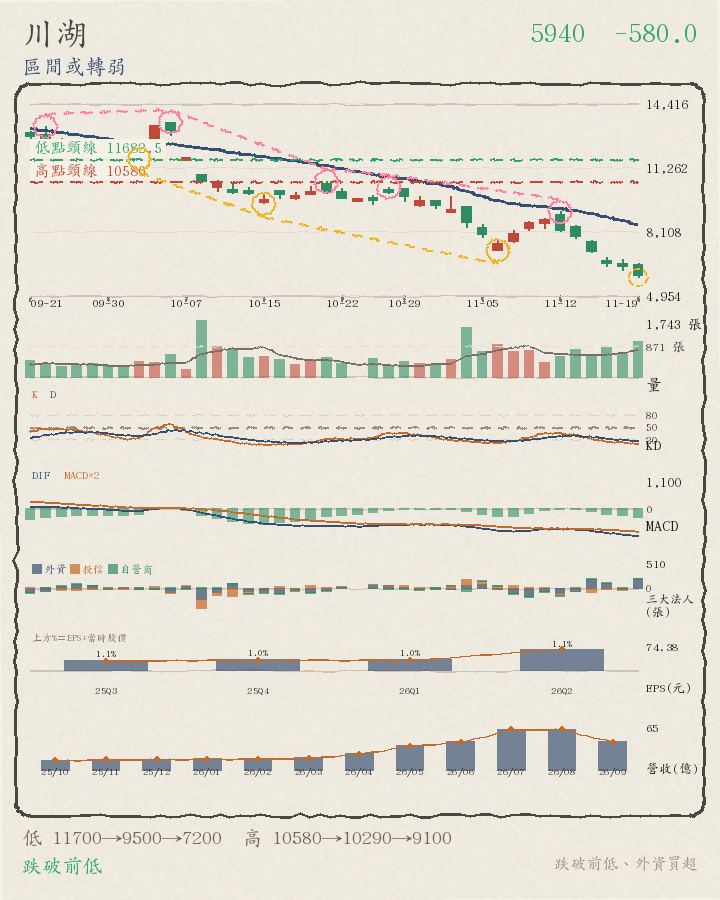 川湖
5940 -580.0
區間或轉弱
14,416
低點頸線 11683.5
11,262
高點頸線 10580
8,108
4,954
09-21 09-30 10-07 10-15 10-22 10-29 11-05 11-12 11-19
1,743 張
871 張
量
K D
80
50
20
KD
DIF MACD×2
1,100
0
MACD
外資 投信 自營商
510
0
三大法人
(張)
上方%=EPS÷當時股價
74.38
1.1% 1.0% 1.0% 1.1%
25Q3 25Q4 26Q1 26Q2
EPS(元)
65
25/10 25/11 25/12 26/01 26/02 26/03 26/04 26/05 26/06 26/07 26/08 26/09
營收(億)
低 11700→9500→7200 高 10580→10290→9100
跌破前低
跌破前低、外資買超